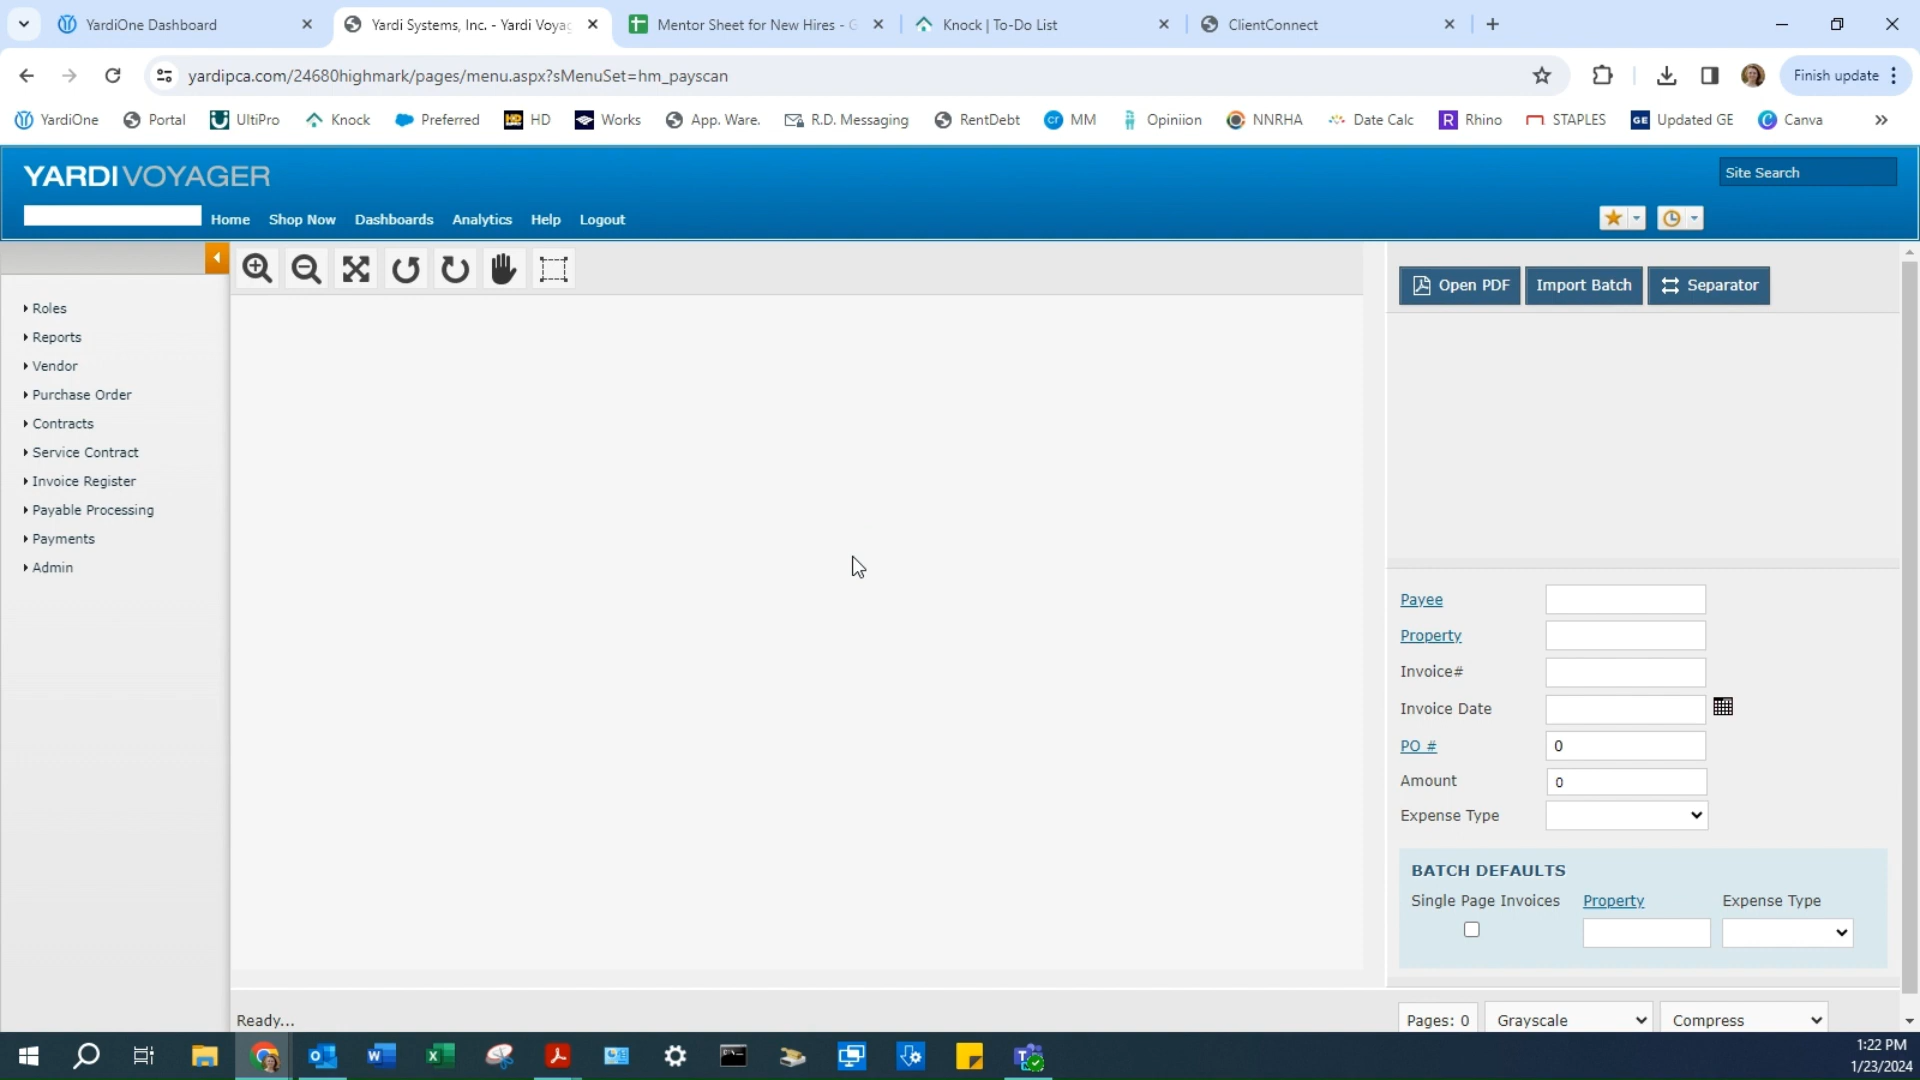 YardiOne Dashboard
Yardi Systems, Inc. - Yardi Voyag
Mentor Sheet for New Hires - G
Knock | To-Do List
ClientConnect
yardipca.com/24680highmark/pages/menu.aspx?sMenuSet=hm_payscan
Finish update
YardiOne
Portal
UltiPro
Knock
Preferred
HD
Works
App. Ware.
R.D. Messaging
RentDebt
MM
Opiniion
NNRHA
Date Calc
Rhino
STAPLES
Updated GE
Canva
YARDI VOYAGER
Site Search
Home
Shop Now
Dashboards
Analytics
Help
Logout
Roles
Reports
Vendor
Purchase Order
Contracts
Service Contract
Invoice Register
Payable Processing
Payments
Admin
Open PDF
Import Batch
Separator
Payee
Property
Invoice#
Invoice Date
PO # 0
Amount 0
Expense Type
BATCH DEFAULTS
Single Page Invoices
Property
Expense Type
Ready...
Pages: 0
Grayscale
Compress
1:22 PM
1/23/2024